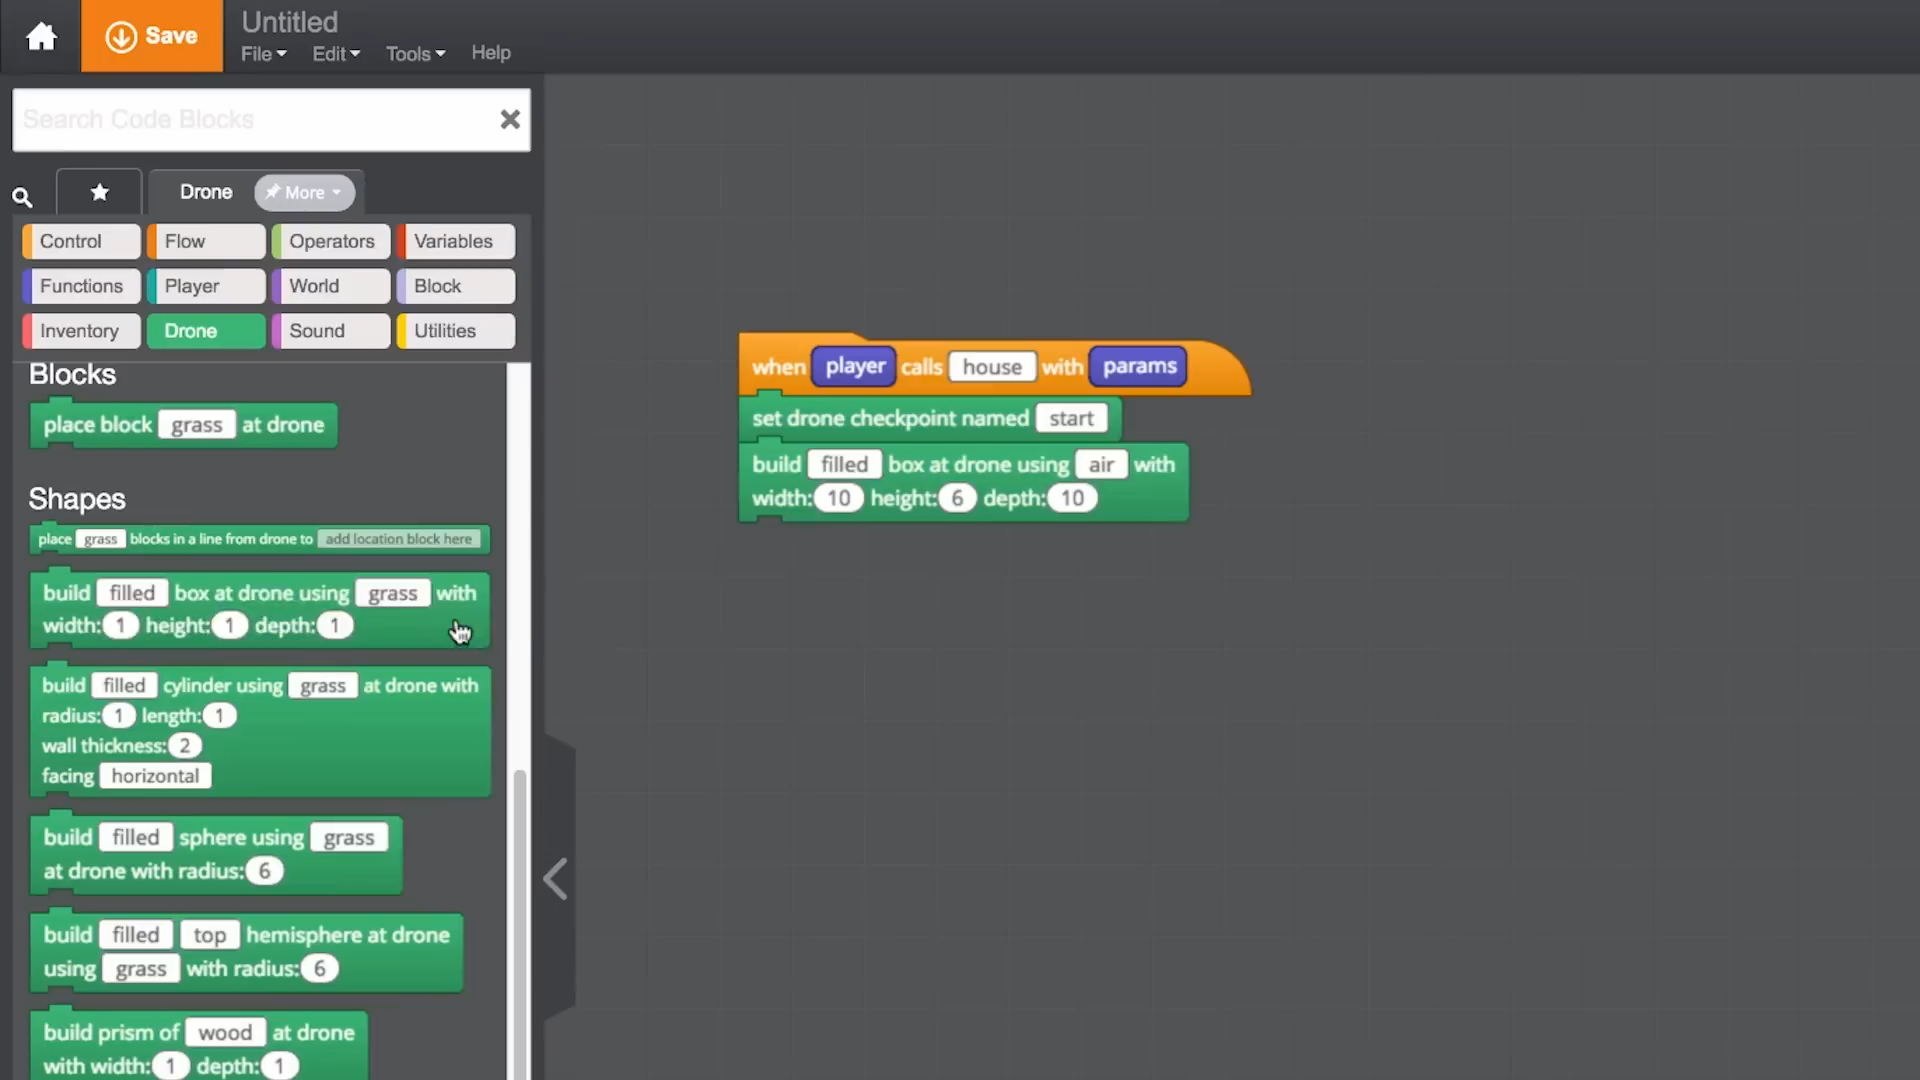 Save
Untitled
File
Edit
Tools
Help
Search Code Blocks
Drone
More
Control
Flow
Operators
Variables
Functions
Player
World
Block
Inventory
Drone
Sound
Utilities
Blocks
place block grass at drone
Shapes
place grass blocks in a line from drone to add location block here
build filled box at drone using grass with
width: 1 height: 1 depth: 1
build filled cylinder using grass at drone with
radius: 1 length: 1
wall thickness: 2
facing horizontal
build filled sphere using grass
at drone with radius: 6
build filled top hemisphere at drone
using grass with radius: 6
build prism of wood at drone
with width: 1 depth: 1
when player calls house with params
set drone checkpoint named start
build filled box at drone using air with
width: 10 height: 6 depth: 10